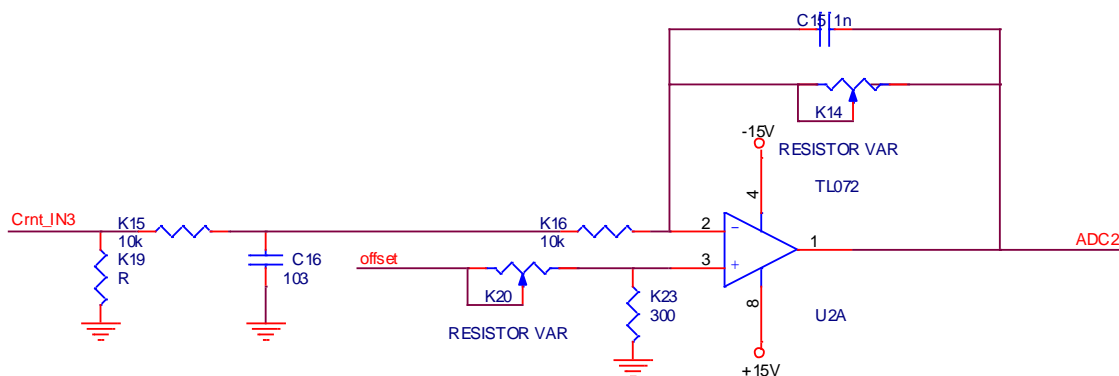 C15 1n
K14
-15V
RESISTOR VAR
4
TL072
Crnt_IN3
K15
10k
K16
10k
2
1
ADC2
K19
R
C16
103
offset
3
K20
K23
300
8
U2A
RESISTOR VAR
+15V